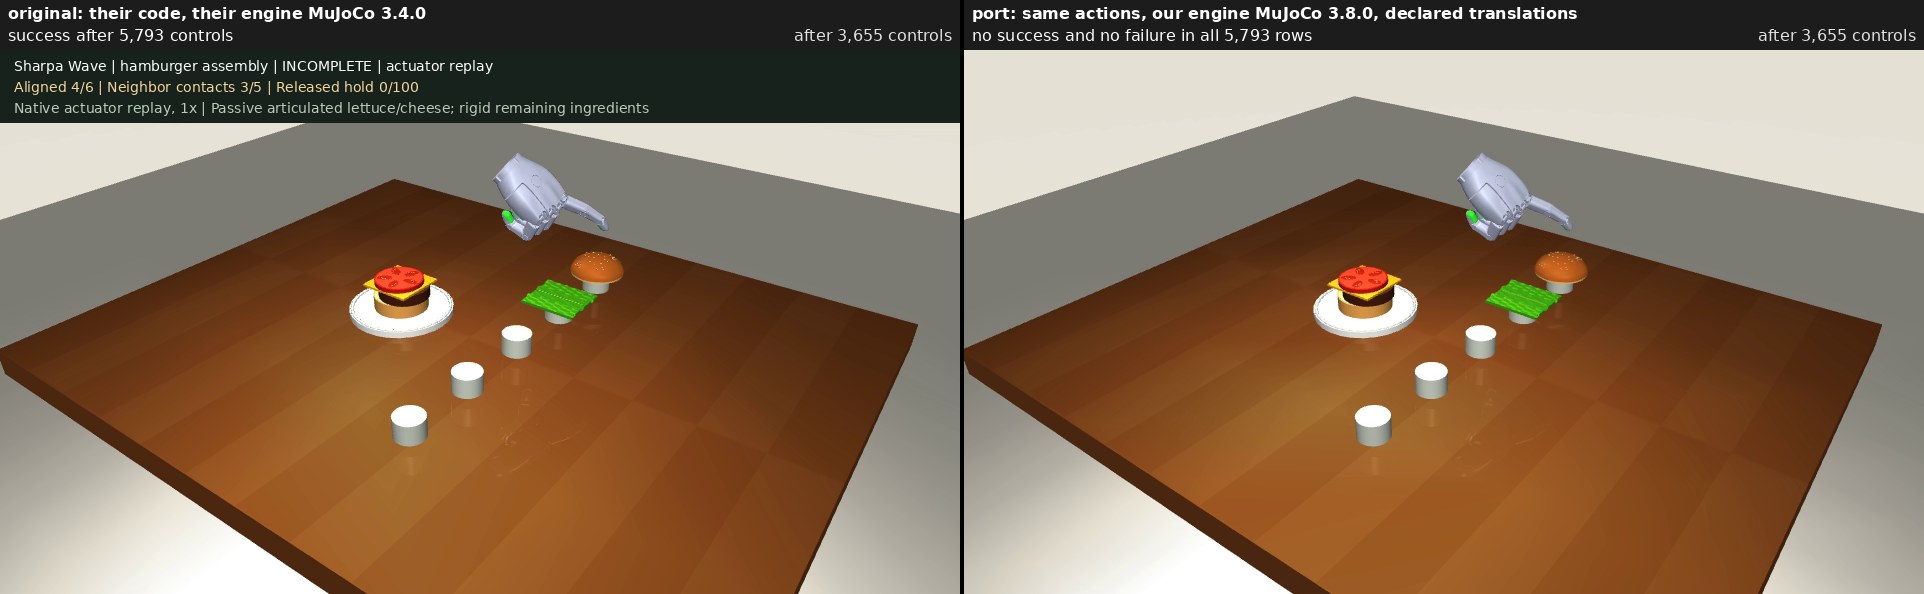 original: their code, their engine MuJoCo 3.4.0
success after 5,793 controls
after 3,655 controls
Sharpa Wave | hamburger assembly | INCOMPLETE | actuator replay
Aligned 4/6 | Neighbor contacts 3/5 | Released hold 0/100
Native actuator replay, 1x | Passive articulated lettuce/cheese; rigid remaining ingredients
port: same actions, our engine MuJoCo 3.8.0, declared translations
no success and no failure in all 5,793 rows
after 3,655 controls